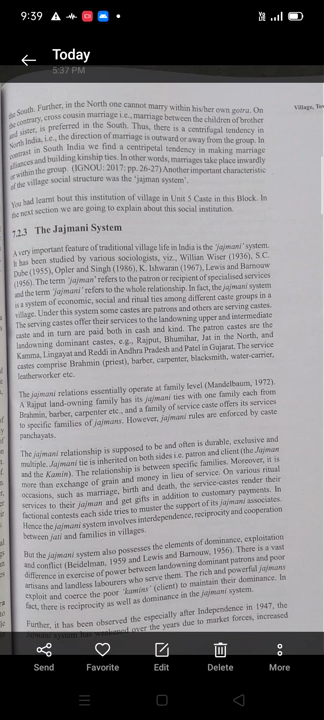 9:39
Today
5:37 PM
the South. Further, in the North one cannot marry within his/her own gotra. On
the contrary, cross cousin marriage i.e., marriage between the children of brother
and sister, is preferred in the South. Thus, there is a centrifugal tendency in
North India, i.e., the direction of marriage is outward or away from the group. In
contrast in South India we find a centripetal tendency in making marriage
alliances and building kinship ties. In other words, marriages take place inwardly
or within the group. (IGNOU: 2017: pp. 26-27) Another important characteristic
of the village social structure was the 'jajman system'.
You had learnt bout this institution of village in Unit 5 Caste in this Block. In
the next section we are going to explain about this social institution.
7.2.3 The Jajmani System
A very important feature of traditional village life in India is the 'jajmani' system.
It has been studied by various sociologists, viz., Willian Wiser (1936), S.C.
Dube (1955), Opler and Singh (1986), K. Ishwaran (1967), Lewis and Barnouw
(1956). The term 'jajman' refers to the patron or recipient of specialised services
and the term 'jajmani' refers to the whole relationship. In fact, the jajmani system
is a system of economic, social and ritual ties among different caste groups in a
village. Under this system some castes are patrons and others are serving castes.
The serving castes offer their services to the landowning upper and intermediate
caste and in turn are paid both in cash and kind. The patron castes are the
landowning dominant castes, e.g., Rajput, Bhumihar, Jat in the North, and
Kamma, Lingayat and Reddi in Andhra Pradesh and Patel in Gujarat. The service
castes comprise Brahmin (priest), barber, carpenter, blacksmith, water-carrier,
leatherworker etc.
The jajmani relations essentially operate at family level (Mandelbaum, 1972).
A Rajput land-owning family has its jajmani ties with one family each from
Brahmin, barber, carpenter etc., and a family of service caste offers its services
to specific families of jajmans. However, jajmani rules are enforced by caste
panchayats.
The jajmani relationship is supposed to be and often is durable, exclusive and
multiple. Jajmani tie is inherited on both sides i.e. patron and client (the Jajman
and the Kamin). The relationship is between specific families. Moreover, it is
more than exchange of grain and money in lieu of service. On various ritual
occasions, such as marriage, birth and death, the service-castes render their
services to their jajman and get gifts in addition to customary payments. In
factional contests each side tries to muster the support of its jajmani associates.
Hence the jajmani system involves interdependence, reciprocity and cooperation
between jati and families in villages.
But the jajmani system also possesses the elements of dominance, exploitation
and conflict (Beidelman, 1959 and Lewis and Barnouw, 1956). There is a vast
difference in exercise of power between landowning dominant patrons and poor
artisans and landless labourers who serve them. The rich and powerful jajmans
exploit and coerce the poor 'kamins' (client) to maintain their dominance. In
fact, there is reciprocity as well as dominance in the jajmani system.
Further, it has been observed the especially after Independence in 1947, the
jajmani system has weakened over the years due to market forces, increased
Village,
Send
Favorite
Edit
Delete
More